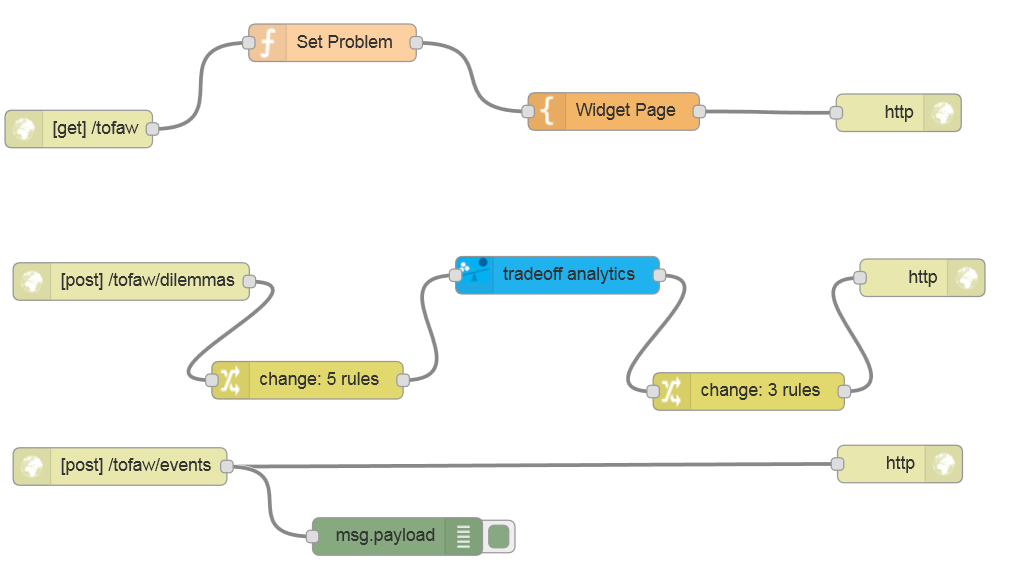 Set Problem
[get] /tofaw
Widget Page
http
[post] /tofaw/dilemmas
tradeoff analytics
http
change: 5 rules
change: 3 rules
[post] /tofaw/events
http
msg.payload